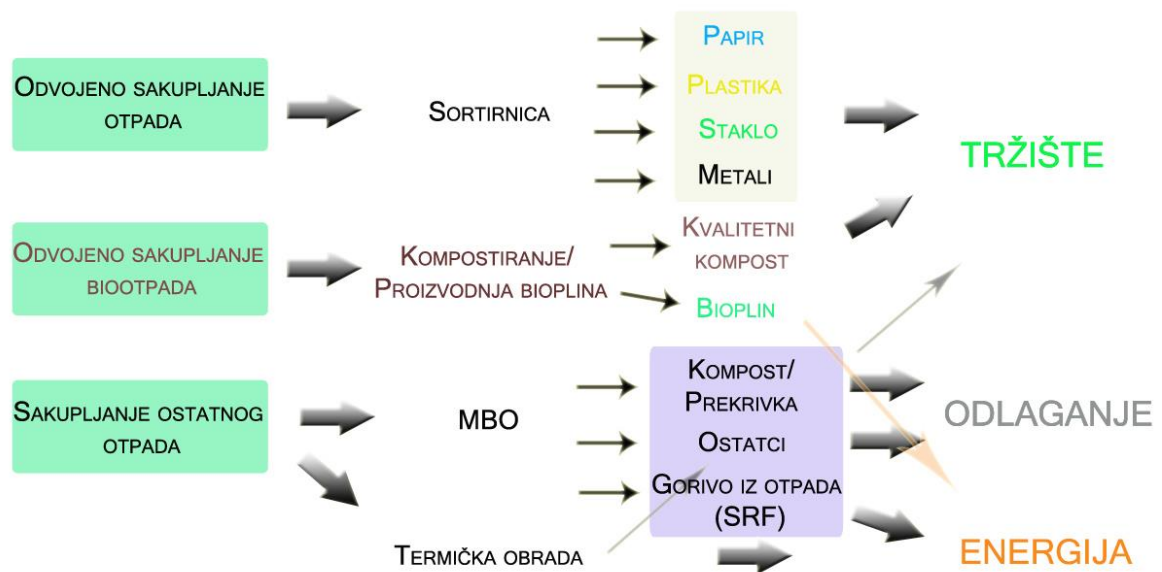 Odvojeno sakupljanje
otpada
Sortirnica
Papir
Plastika
Staklo
Metali
TRŽIŠTE
Odvojeno sakupljanje
biootpada
Kompostiranje/
Proizvodnja bioplina
Kvalitetni
kompost
Bioplin
Sakupljanje ostatnog
otpada
MBO
Kompost/
Prekrivka
Ostatci
Gorivo iz otpada
(SRF)
ODLAGANJE
Termička obrada
ENERGIJA